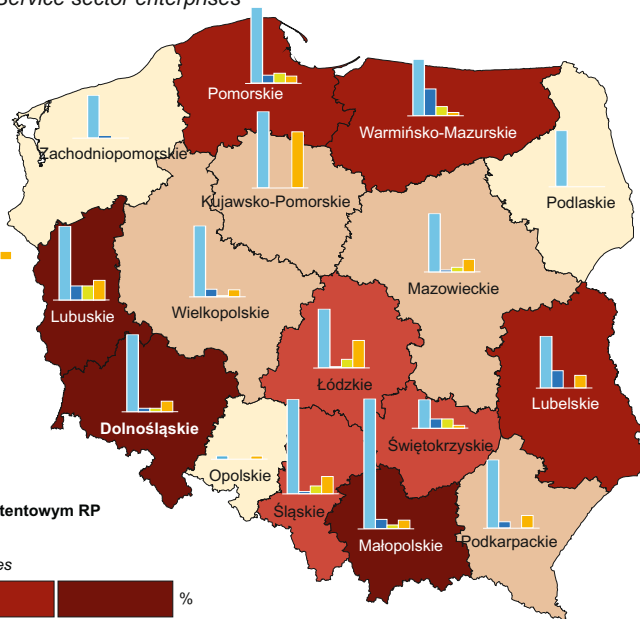 Service sector enterprises
Pomorskie
Warmińsko-Mazurskie
Zachodniopomorskie
Kujawsko-Pomorskie
Podlaskie
Mazowieckie
Wielkopolskie
Lubuskie
Łódzkie
Lubelskie
Dolnośląskie
Świętokrzyskie
Opolskie
Śląskie
tentowym RP
Małopolskie
Podkarpackie
es
%